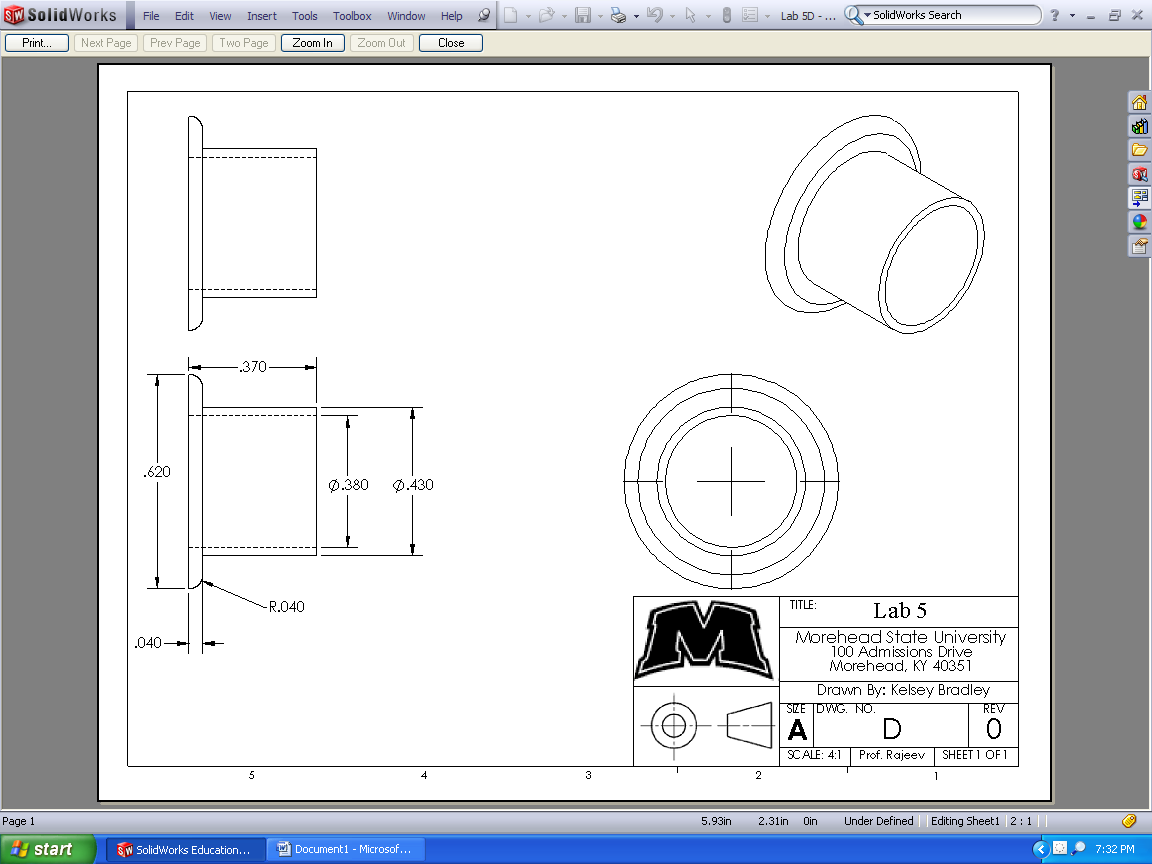 SolidWorks File Edit View Insert Tools Toolbox Window Help Lab 5D - ... SolidWorks Search ?
Print... Next Page Prev Page Two Page Zoom In Zoom Out Close
.370
.620
Ø.380 Ø.430
R.040
.040
M
TITLE: Lab 5
Morehead State University
100 Admissions Drive
Morehead, KY 40351
Drawn By: Kelsey Bradley
SIZE DWG. NO. REV
A D 0
SCALE: 4:1 Prof. Rajeev SHEET 1 OF 1
5 4 3 2 1
Page 1 5.93in 2.31in 0in Under Defined Editing Sheet1 2 : 1
start SolidWorks Education... Document1 - Microsof... 7:32 PM